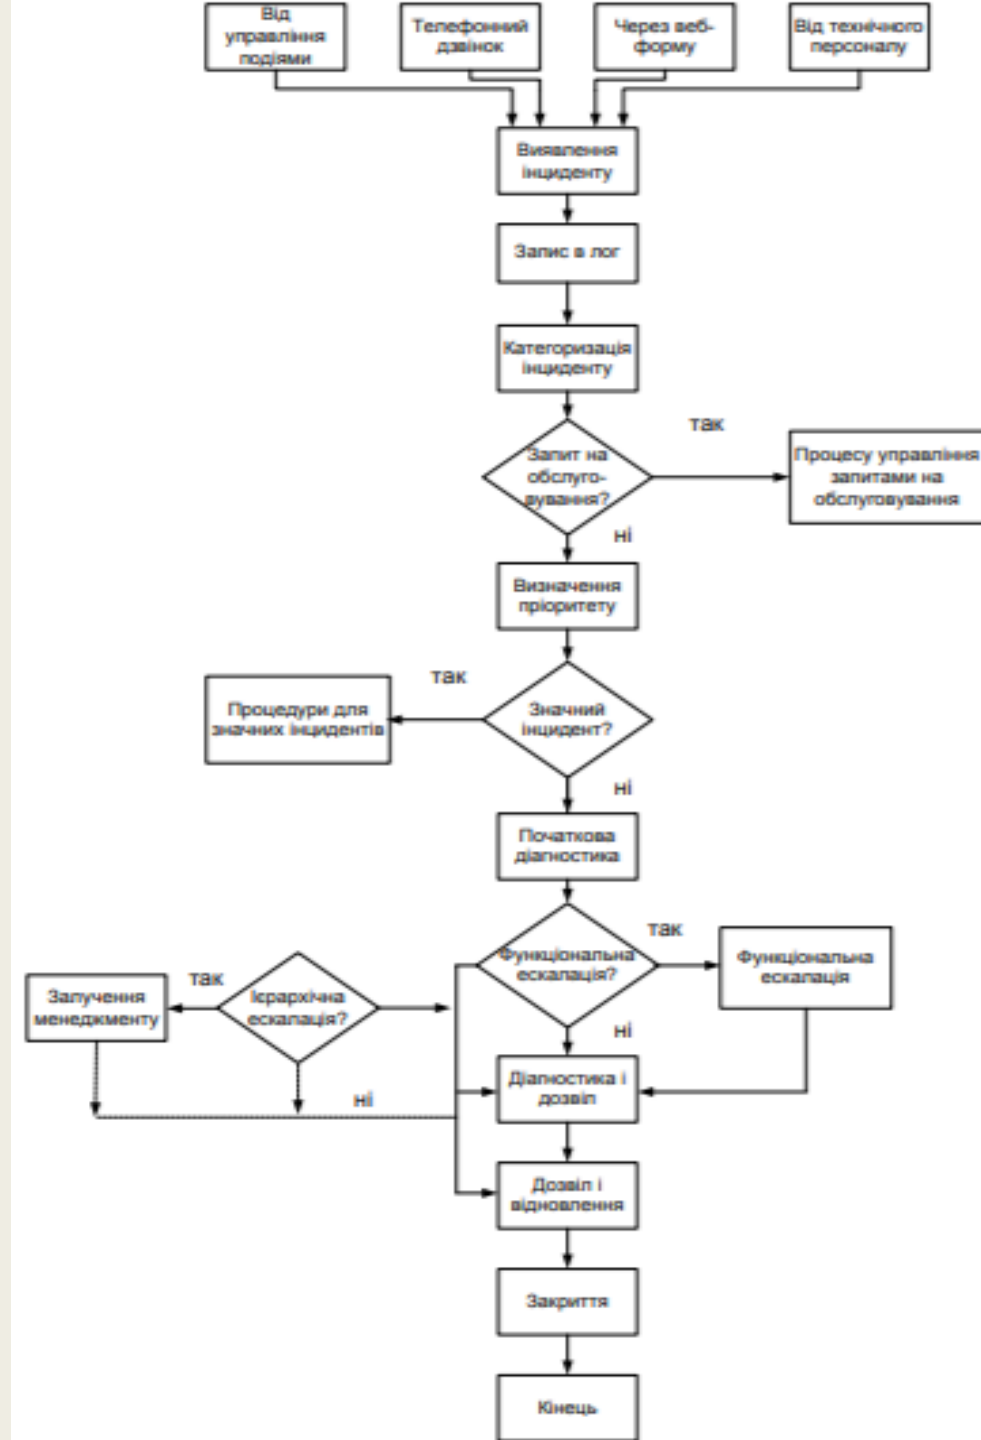 Від
управління
подіями
Телефонний
дзвінок
Через веб-
форму
Від технічного
персоналу
Виявлення
інциденту
Запис в лог
Категоризація
інциденту
Запит на
обслуго-
вування?
так
Процесу управління
запитами на
обслуговування
ні
Визначення
пріоритету
так
Значний
інцидент?
Процедури для
значних інцидентів
ні
Початкова
діагностика
Функціональна
ескалація?
так
Функціональна
ескалація
Залучення
менеджменту
так
Ієрархічна
ескалація?
ні
ні
Діагностика і
дозвіл
Дозвіл і
відновлення
Закриття
Кінець